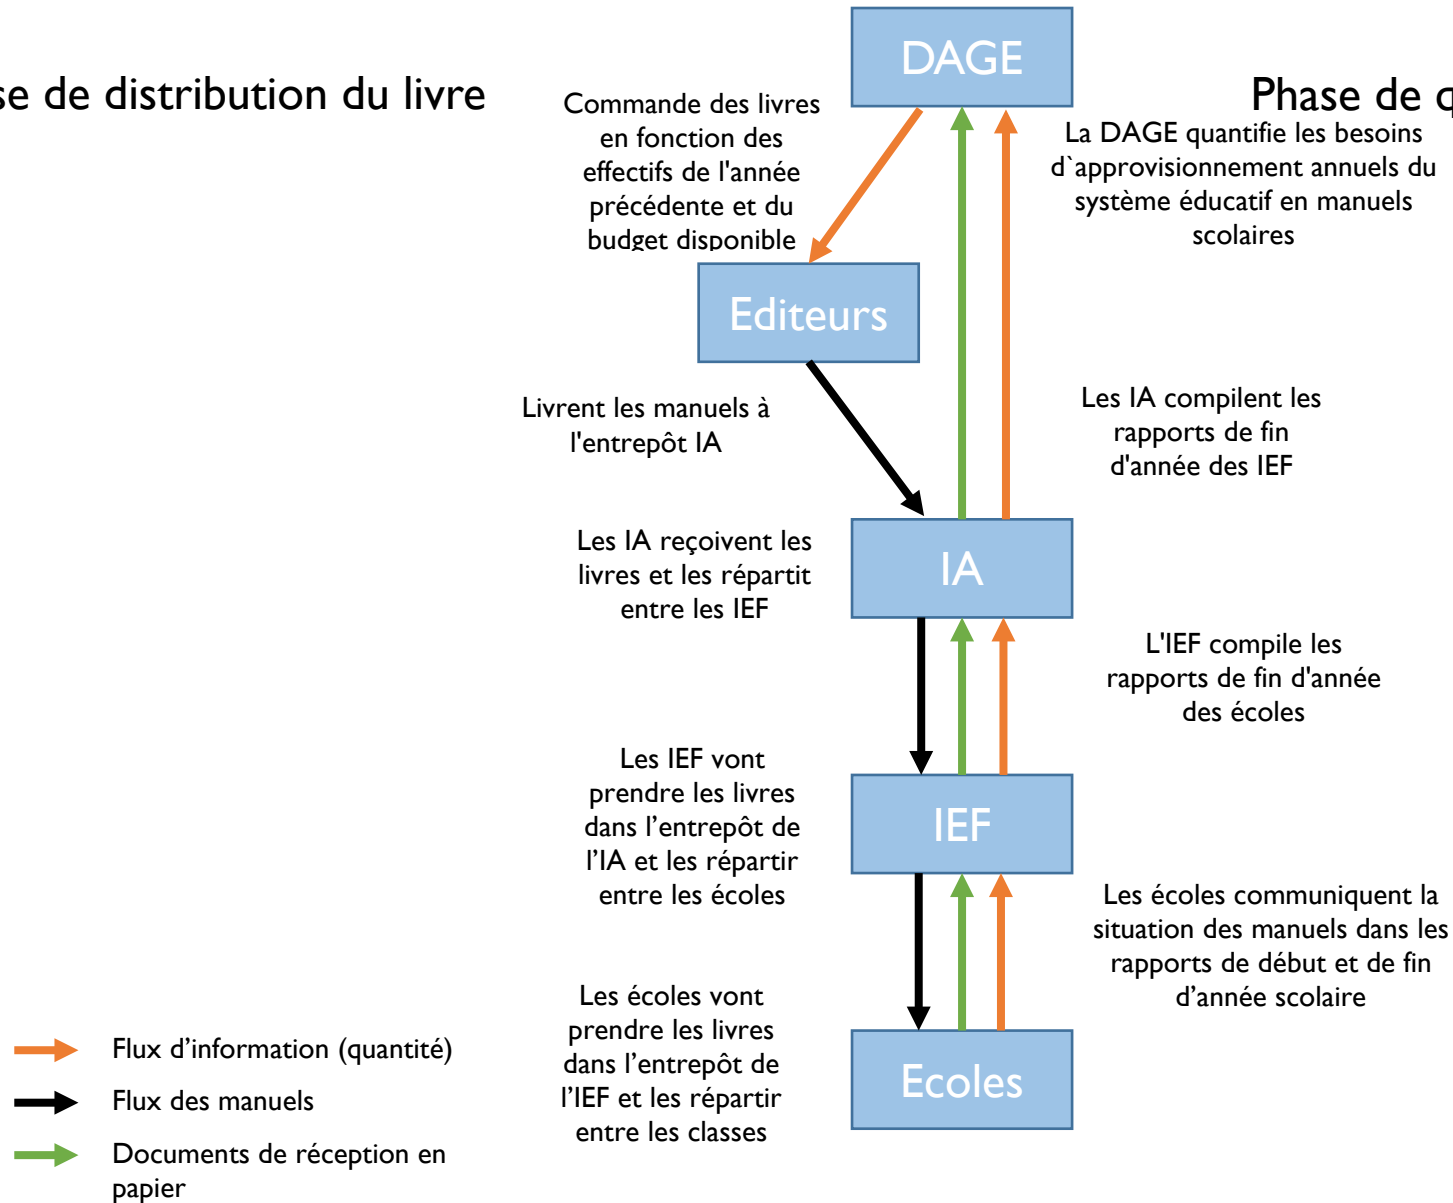 se de distribution du livre
Phase de q
DAGE
Commande des livres
en fonction des
effectifs de l'année
précédente et du
budget disponible
La DAGE quantifie les besoins
d`approvisionnement annuels du
système éducatif en manuels
scolaires
Editeurs
Livrent les manuels à
l'entrepôt IA
Les IA compilent les
rapports de fin
d'année des IEF
Les IA reçoivent les
livres et les répartit
entre les IEF
IA
L'IEF compile les
rapports de fin d'année
des écoles
Les IEF vont
prendre les livres
dans l’entrepôt de
l’IA et les répartir
entre les écoles
IEF
Les écoles communiquent la
situation des manuels dans les
rapports de début et de fin
d’année scolaire
Les écoles vont
prendre les livres
dans l’entrepôt de
l’IEF et les répartir
entre les classes
Ecoles
Flux d’information (quantité)
Flux des manuels
Documents de réception en
papier